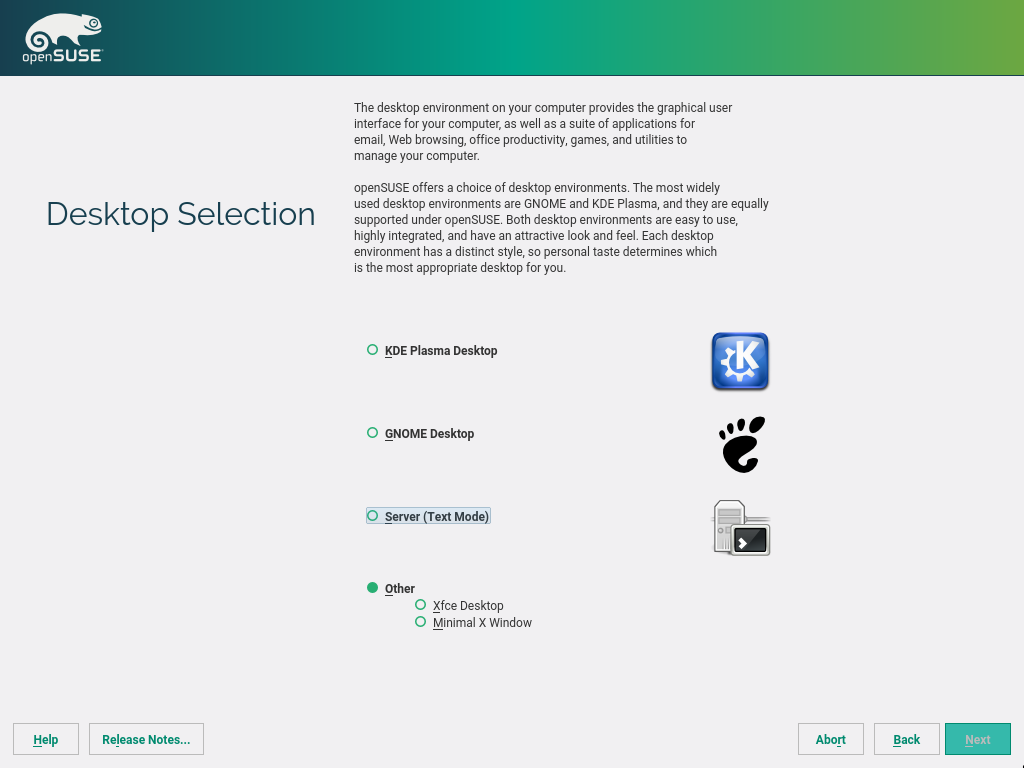 openSUSE
The desktop environment on your computer provides the graphical user
interface for your computer, as well as a suite of applications for
email, Web browsing, office productivity, games, and utilities to
manage your computer.
openSUSE offers a choice of desktop environments. The most widely
used desktop environments are GNOME and KDE Plasma, and they are equally
supported under openSUSE. Both desktop environments are easy to use,
highly integrated, and have an attractive look and feel. Each desktop
environment has a distinct style, so personal taste determines which
is the most appropriate desktop for you.
Desktop Selection
KDE Plasma Desktop
GNOME Desktop
Server (Text Mode)
Other
Xfce Desktop
Minimal X Window
Help
Release Notes...
Abort
Back
Next